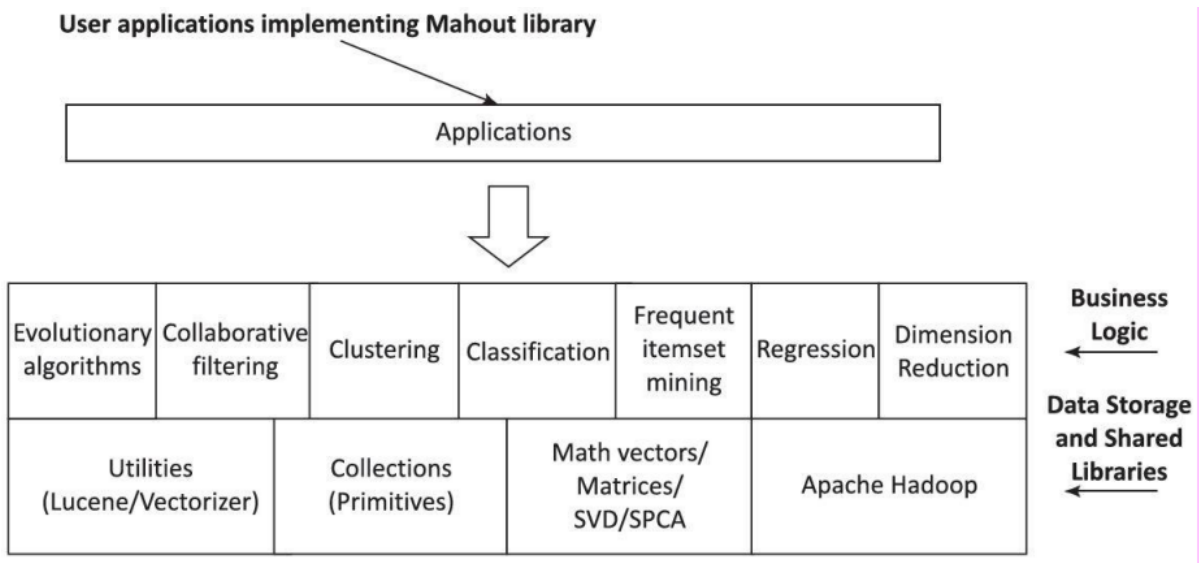 User applications implementing Mahout library
Applications
Evolutionary
algorithms
Collaborative
filtering
Clustering
Classification
Frequent
itemset
mining
Regression
Dimension
Reduction
Business
Logic
Utilities
(Lucene/Vectorizer)
Collections
(Primitives)
Math vectors/
Matrices/
SVD/SPCA
Apache Hadoop
Data Storage
and Shared
Libraries